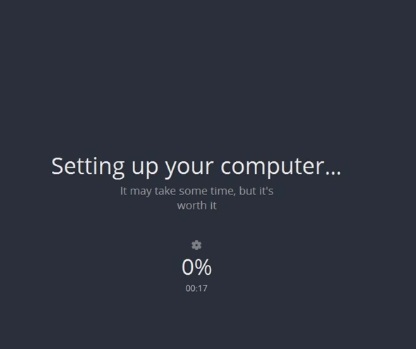 Setting up your computer...
It may take some time, but it's
worth it
0%
00:17